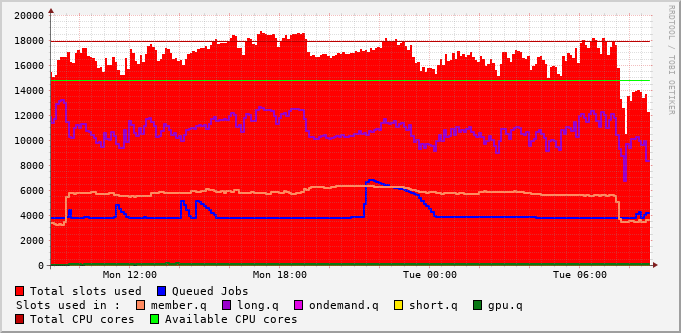 20000
18000
16000
14000
12000
10000
8000
6000
4000
2000
0
Mon 12:00 Mon 18:00 Tue 00:00 Tue 06:00
RRDTOOL / TOBI OETIKER
Total slots used Queued Jobs
Slots used in : member.q long.q ondemand.q short.q gpu.q
Total CPU cores Available CPU cores